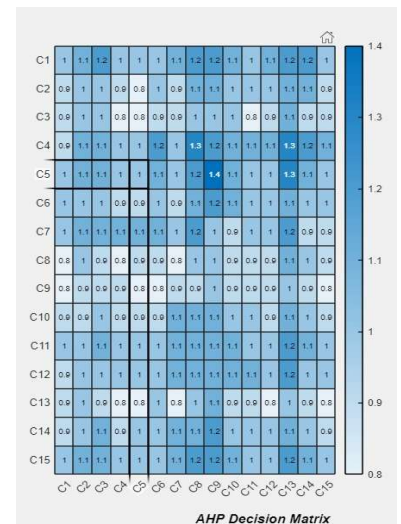 C1 1 1.1 1.2 1 1 1 1 1.2 1.2 1.1 1 1.1 1.2 1.2 1
C2 0.9 1 1 0.9 0.8 1 0.9 1.1 1.1 1.1 1 1 1.1 1.1 0.9
C3 0.9 1 1 0.8 0.8 0.9 0.9 1 1.1 1 0.8 0.9 1.1 0.9 0.9
C4 0.9 1.1 1.1 1 1 1.2 1 1.3 1.2 1.1 1.1 1.1 1.3 1.2 1.1
C5 1 1.1 1.1 1 1 1 1.1 1.2 1.4 1.1 1 1 1.3 1.1 1
C6 1 1 1 0.9 0.9 1 0.9 1.1 1.2 1.1 1 1 1.1 1 1
C7 1 1.1 1.1 1.1 1.1 1.1 1 1.2 1 0.9 1 1 1.2 0.9 0.9
C8 0.8 1 0.9 0.8 0.9 0.9 0.8 1 1 0.9 0.9 0.9 1 0.9 0.9
C9 0.8 0.9 0.9 0.9 0.8 0.8 0.9 0.9 1 0.9 0.9 0.9 1 0.9 0.8
C10 0.9 0.9 1 0.9 0.9 0.9 1.1 1.1 1.1 1 1 0.9 1.1 1 0.9
C11 1 1 1.1 1 1 1 1.1 1.1 1.1 1 1 1 1.2 1.1 1
C12 0.9 1 1.1 1 1 1 1.1 1.1 1.1 1.1 1.1 1 1.2 1 1
C13 0.9 1 0.9 0.8 0.8 1 0.8 1 1 0.9 0.9 0.8 1 0.9 0.8
C14 0.9 1 1.1 0.9 1 1 1.1 1.1 1.2 1 1 1 1.1 1 0.9
C15 1 1.1 1.1 1 1 1 1.1 1.2 1.2 1.1 1 1 1.2 1.1 1
C1 C2 C3 C4 C5 C6 C7 C8 C9 C10 C11 C12 C13 C14 C15
1.4
1.3
1.2
1.1
1
0.9
0.8
AHP Decision Matrix